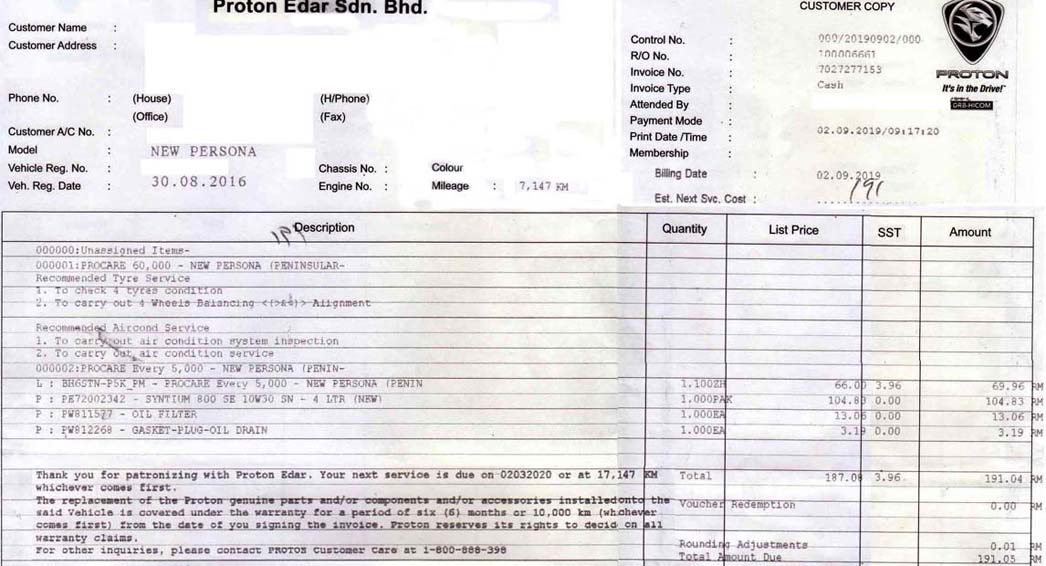 Proton Edar Sdn. Bhd.
CUSTOMER COPY
Customer Name :
Customer Address :
Control No. : 000/20190902/000
R/O No. : 100006661
Invoice No. : 7027277153
Invoice Type : Cash
PROTON
It's in the Drive!
DRB-HICOM
Phone No. : (House) (H/Phone)
(Office) (Fax)
Attended By :
Payment Mode :
Customer A/C No. :
Print Date /Time : 02.09.2019/09:17:20
Model : NEW PERSONA
Membership :
Vehicle Reg. No. : Chassis No. : Colour
Billing Date : 02.09.2019
Veh. Reg. Date : 30.08.2016 Engine No. : Mileage : 7,147 KM
191
Est. Next Svc. Cost :
191
Description Quantity List Price SST Amount
000000:Unassigned Items-
000001:PROCARE 60,000 - NEW PERSONA (PENINSULAR-
Recommended Tyre Service
1. To check 4 tyres condition
2. To carry out 4 Wheels Balancing <(>&<)> Alignment
Recommended Aircond Service
1. To carry out air condition system inspection
2. To carry out air condition service
000002:PROCARE Every 5,000 - NEW PERSONA (PENIN-
L : BH6STN-P5K_PM - PROCARE Every 5,000 - NEW PERSONA (PENIN 1.100ZH 66.00 3.96 69.96 RM
P : PE72002342 - SYNTIUM 800 SE 10W30 SN - 4 LTR (NEW) 1.000PAK 104.83 0.00 104.83 RM
P : PW811577 - OIL FILTER 1.000EA 13.06 0.00 13.06 RM
P : PW812268 - GASKET-PLUG-OIL DRAIN 1.000EA 3.19 0.00 3.19 RM
Thank you for patronizing with Proton Edar. Your next service is due on 02032020 or at 17,147 KM
whichever comes first.
Total 187.08 3.96 191.04 RM
The replacement of the Proton genuine parts and/or components and/or accessories installedonto the
said Vehicle is covered under the warranty for a period of six (6) months or 10,000 km (whichever
comes first) from the date of you signing the invoice. Proton reserves its rights to decid on all
warranty claims.
Voucher Redemption 0.00 RM
For other inquiries, please contact PROTOS Customer Care at 1-800-888-398
Rounding Adjustments 0.01 RM
Total Amount Due 191.05 RM